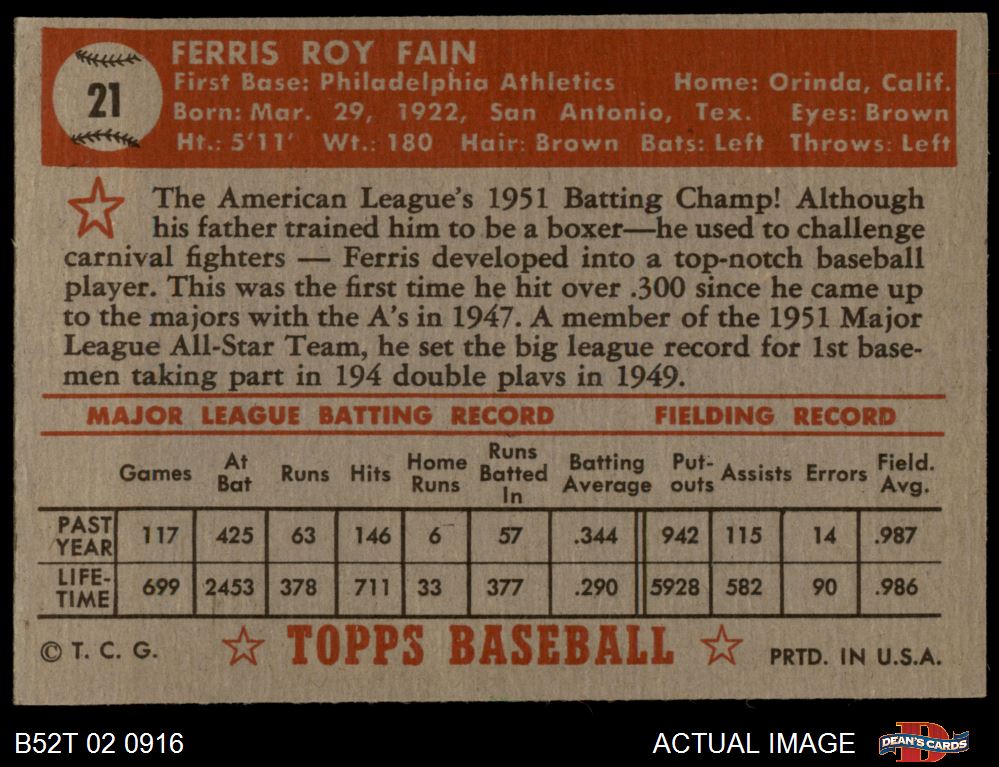 FERRIS ROY FAIN
21
First Base: Philadelphia Athletics Home: Orinda, Calif.
Born: Mar. 29, 1922, San Antonio, Tex. Eyes: Brown
Ht.: 5'11' Wt.: 180 Hair: Brown Bats: Left Throws: Left
The American League's 1951 Batting Champ! Although
his father trained him to be a boxer—he used to challenge
carnival fighters — Ferris developed into a top-notch baseball
player. This was the first time he hit over .300 since he came up
to the majors with the A's in 1947. A member of the 1951 Major
League All-Star Team, he set the big league record for 1st base-
men taking part in 194 double plays in 1949.
MAJOR LEAGUE BATTING RECORD FIELDING RECORD
Games At Bat Runs Hits Home Runs Runs Batted In Batting Average Put-outs Assists Errors Field. Avg.
PAST YEAR 117 425 63 146 6 57 .344 942 115 14 .987
LIFE-TIME 699 2453 378 711 33 377 .290 5928 582 90 .986
© T. C. G. TOPPS BASEBALL PRTD. IN U.S.A.
B52T 02 0916 ACTUAL IMAGE DEAN'S CARDS